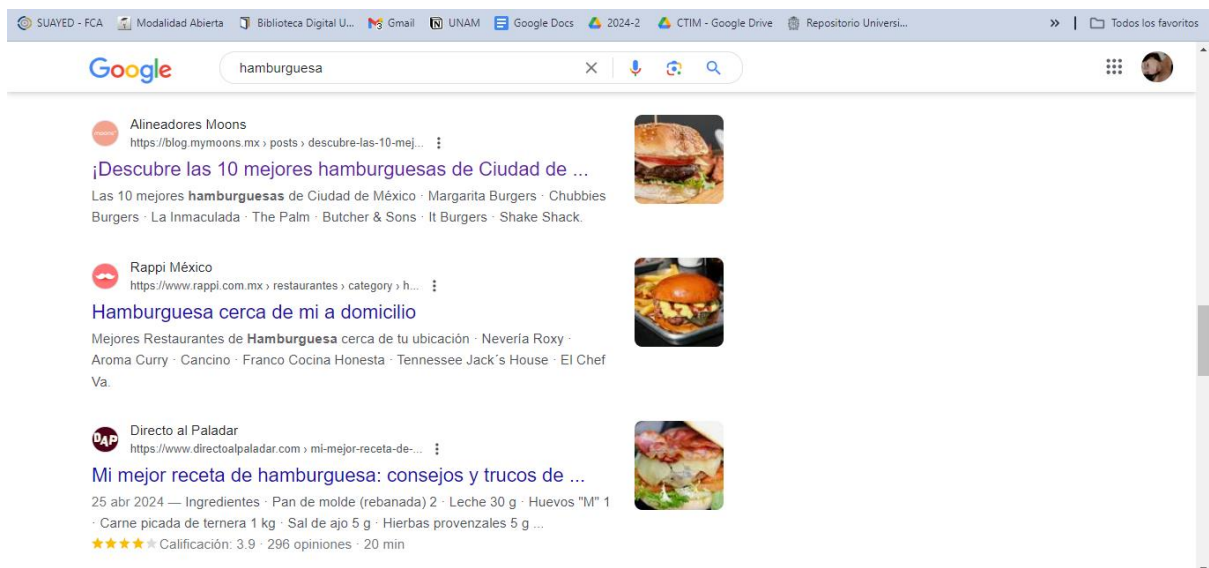 SUAYED - FCA Modalidad Abierta Biblioteca Digital U... Gmail UNAM Google Docs 2024-2 CTIM - Google Drive Repositorio Universi... » Todos los favoritos
Google hamburguesa
Alineadores Moons
https://blog.mymoons.mx › posts › descubre-las-10-mej...
¡Descubre las 10 mejores hamburguesas de Ciudad de ...
Las 10 mejores hamburguesas de Ciudad de México · Margarita Burgers · Chubbies
Burgers · La Inmaculada · The Palm · Butcher & Sons · It Burgers · Shake Shack.
Rappi México
https://www.rappi.com.mx › restaurantes › category › h...
Hamburguesa cerca de mi a domicilio
Mejores Restaurantes de Hamburguesa cerca de tu ubicación · Nevería Roxy ·
Aroma Curry · Cancino · Franco Cocina Honesta · Tennessee Jack´s House · El Chef
Va.
DAP
Directo al Paladar
https://www.directoalpaladar.com › mi-mejor-receta-de-...
Mi mejor receta de hamburguesa: consejos y trucos de ...
25 abr 2024 — Ingredientes · Pan de molde (rebanada) 2 · Leche 30 g · Huevos "M" 1
· Carne picada de ternera 1 kg · Sal de ajo 5 g · Hierbas provenzales 5 g ...
Calificación: 3.9 · 296 opiniones · 20 min